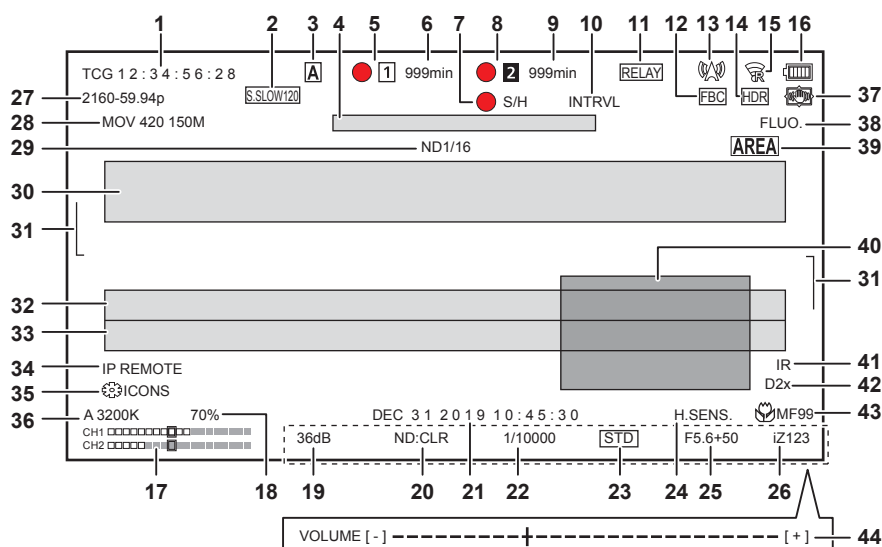 1 2 3 4 5 6 7 8 9 10 11 12 13 14 15 16
TCG 12:34:56:28 A 1 999min 2 999min RELAY
27 2160-59.94p S.SLOW120 S/H INTRVL FBC HDR R 37
28 MOV 420 150M FLUO. 38
29 ND1/16 AREA 39
30
31
40
31
32
33
34 IP REMOTE IR 41
35 ICONS D2x 42
36 A 3200K 70% DEC 31 2019 10:45:30 H.SENS. MF99 43
CH1
CH2 36dB ND:CLR 1/10000 STD F5.6+50 iZ123
17 18 19 20 21 22 23 24 25 26
VOLUME [-] [+] 44